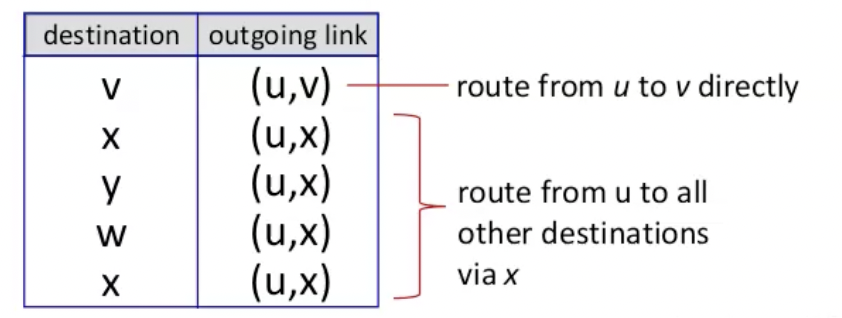 destination outgoing link
v (u,v) route from u to v directly
x (u,x)
y (u,x)
w (u,x)
x (u,x)
route from u to all
other destinations
via x